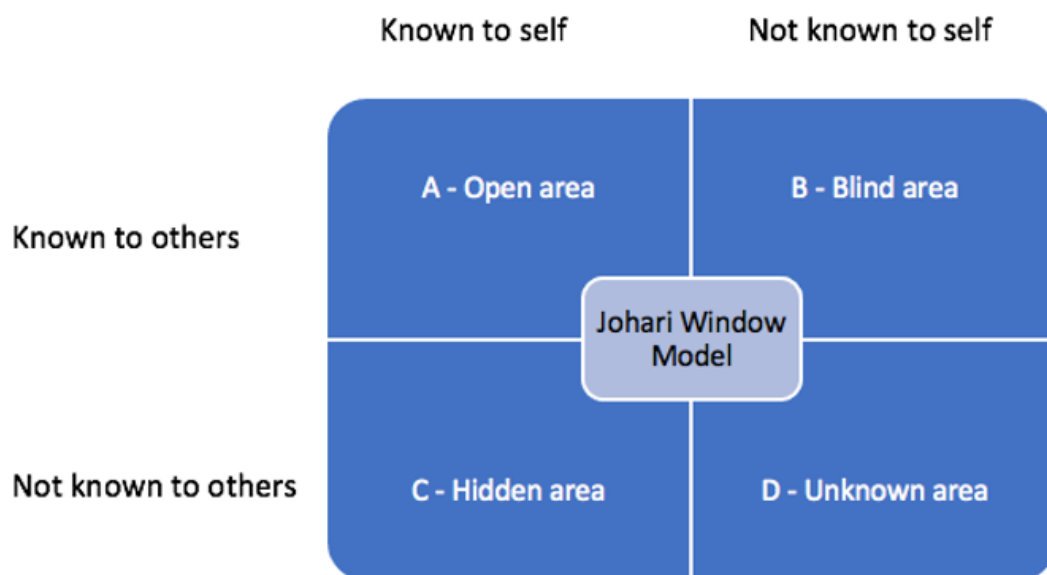 Known to self
Not known to self
Known to others
A - Open area
B - Blind area
Johari Window
Model
Not known to others
C - Hidden area
D - Unknown area